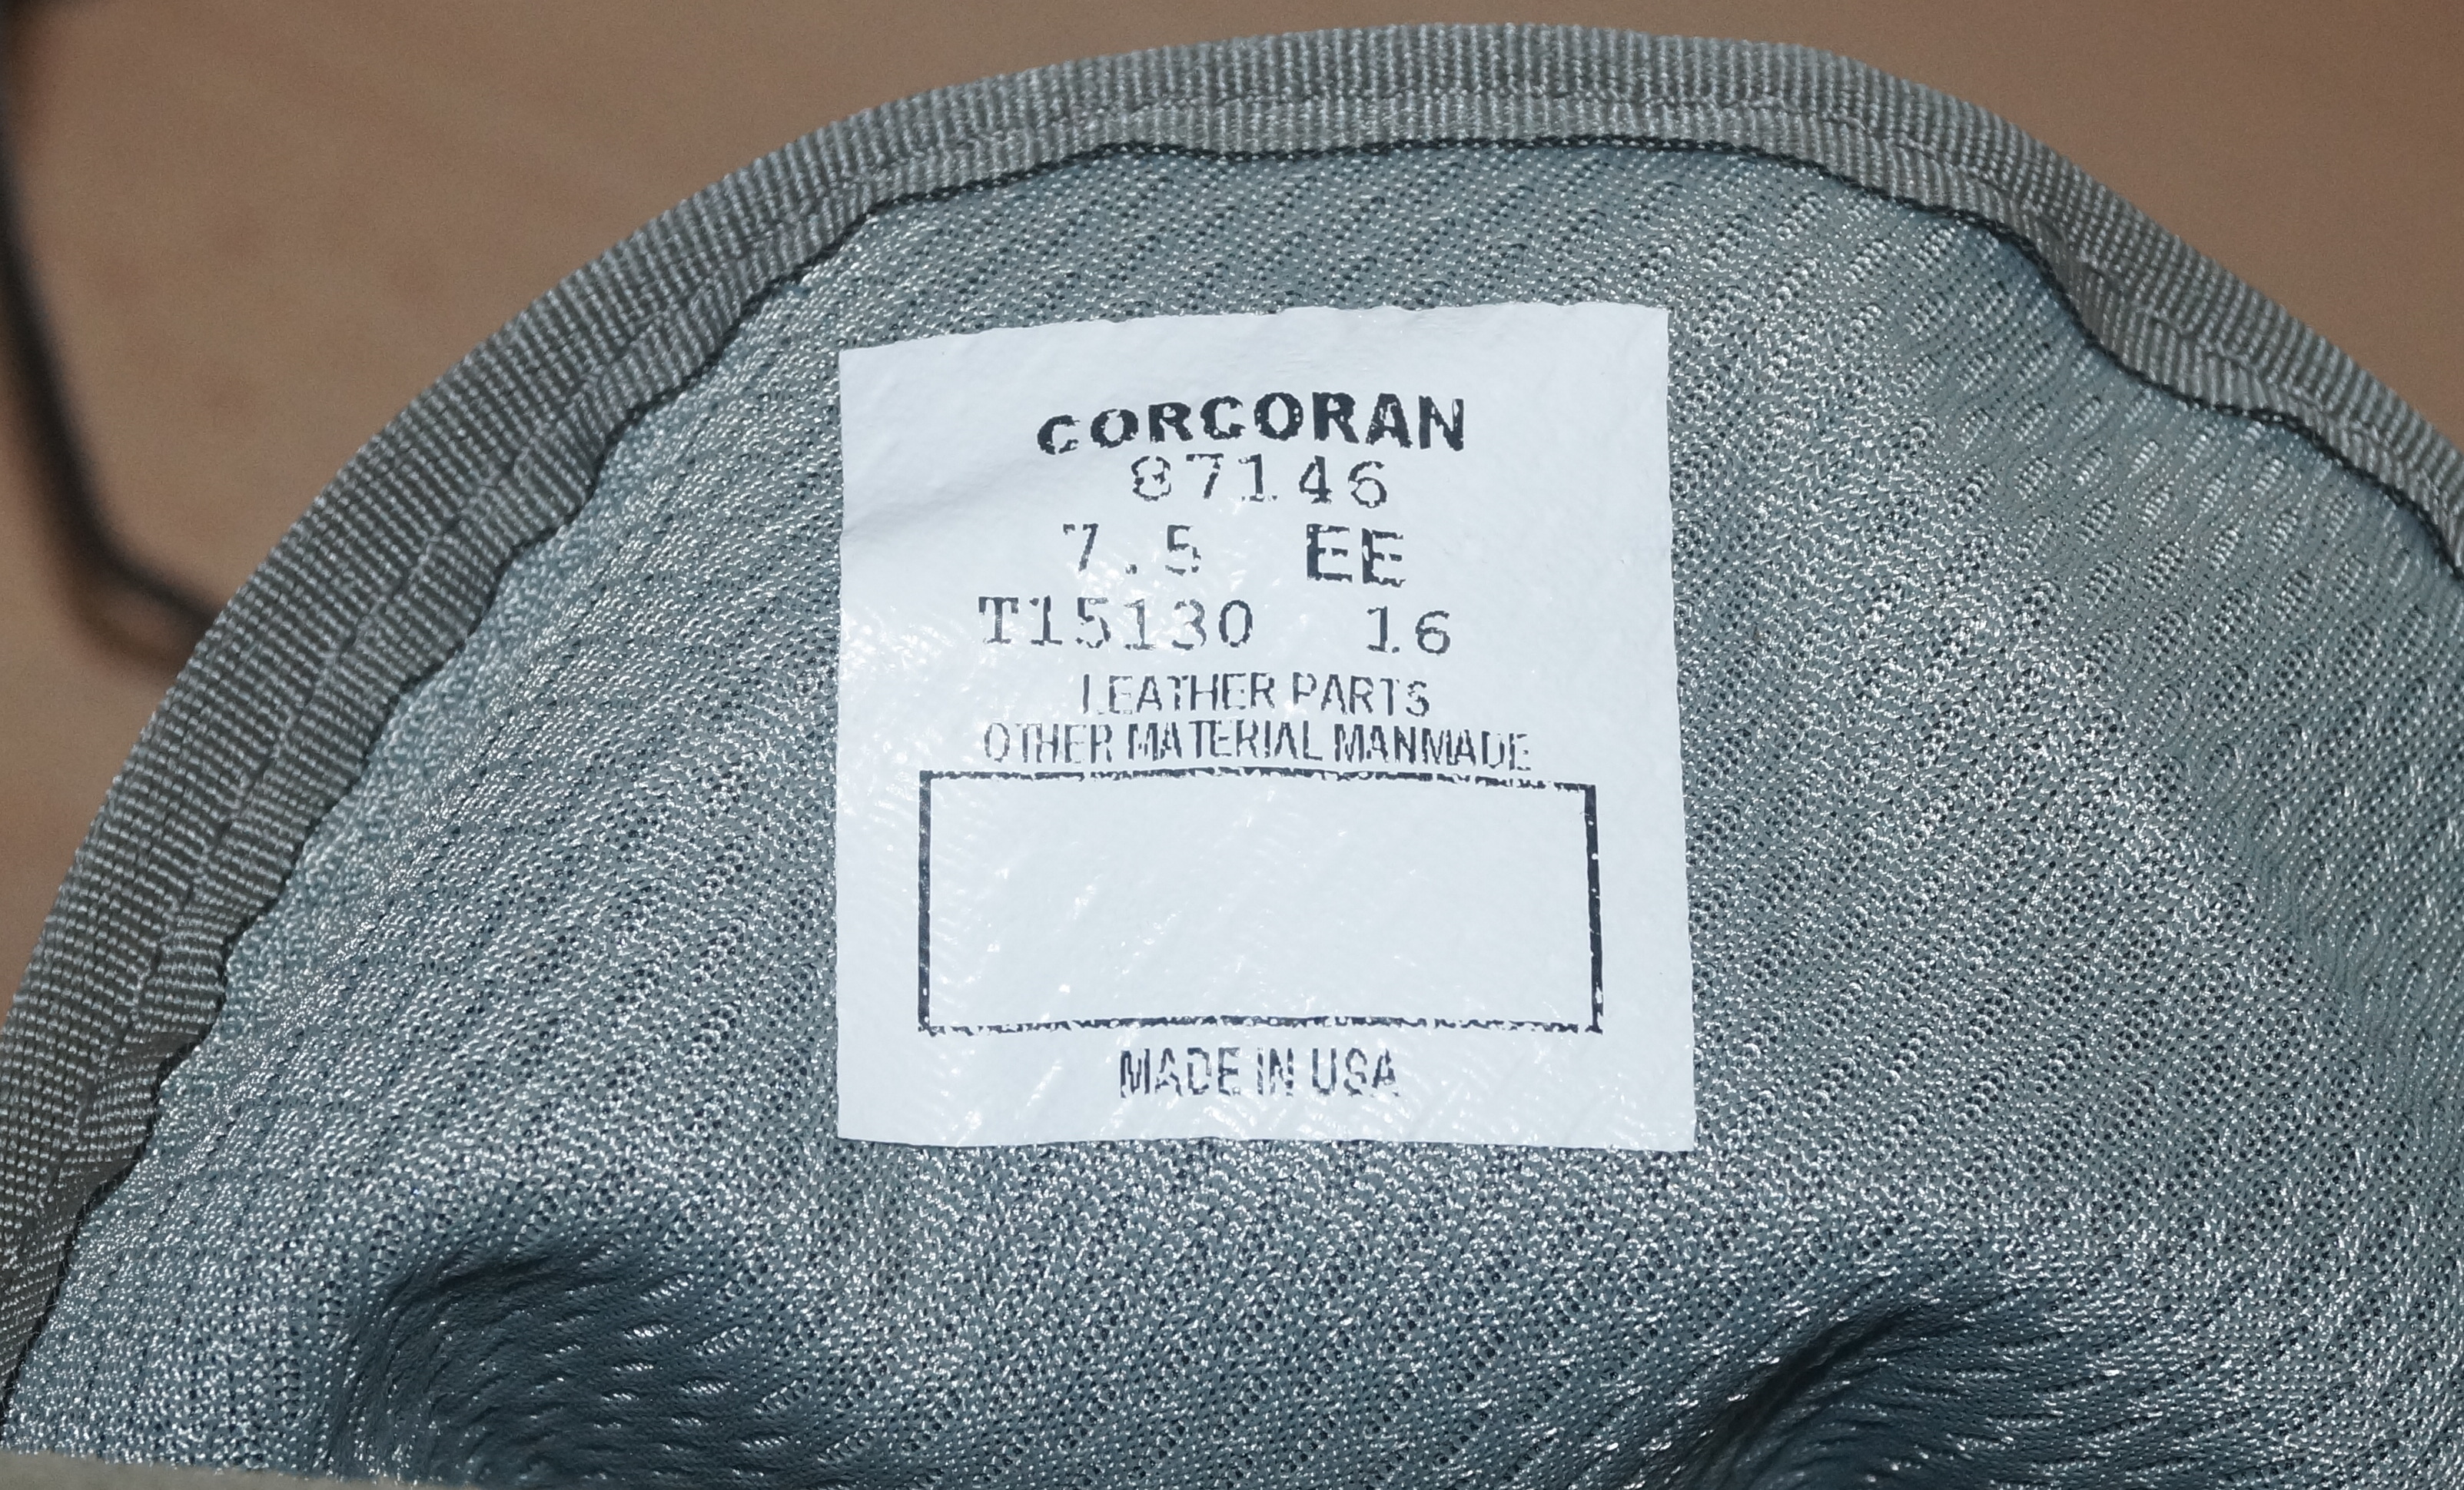 CORCORAN
87146
7.5 EE
T15130 16
LEATHER PARTS
OTHER MATERIAL MANMADE
MADE IN USA